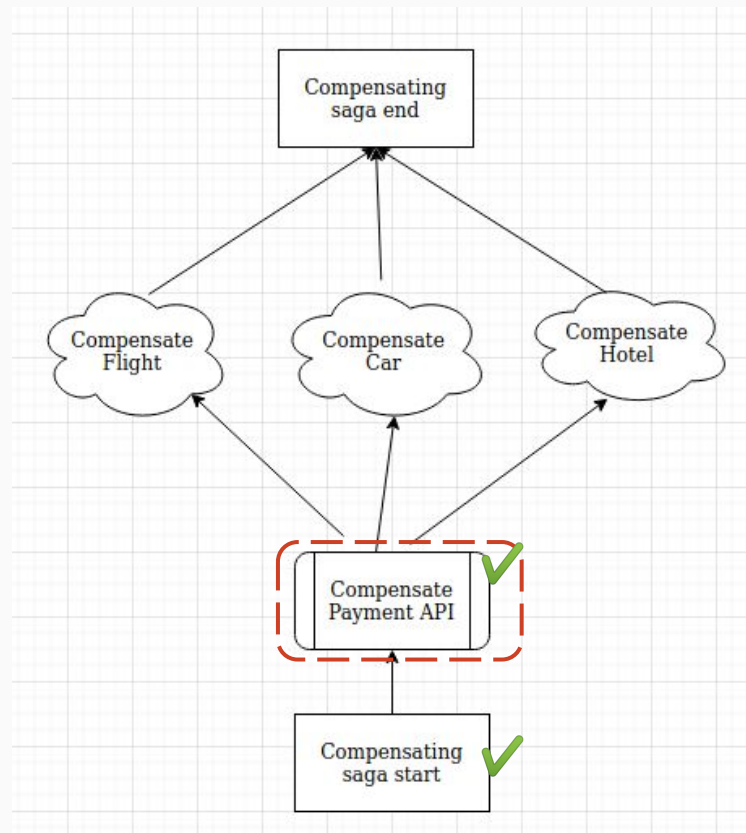 Compensating
saga end
Compensate
Flight
Compensate
Car
Compensate
Hotel
Compensate
Payment API
Compensating
saga start